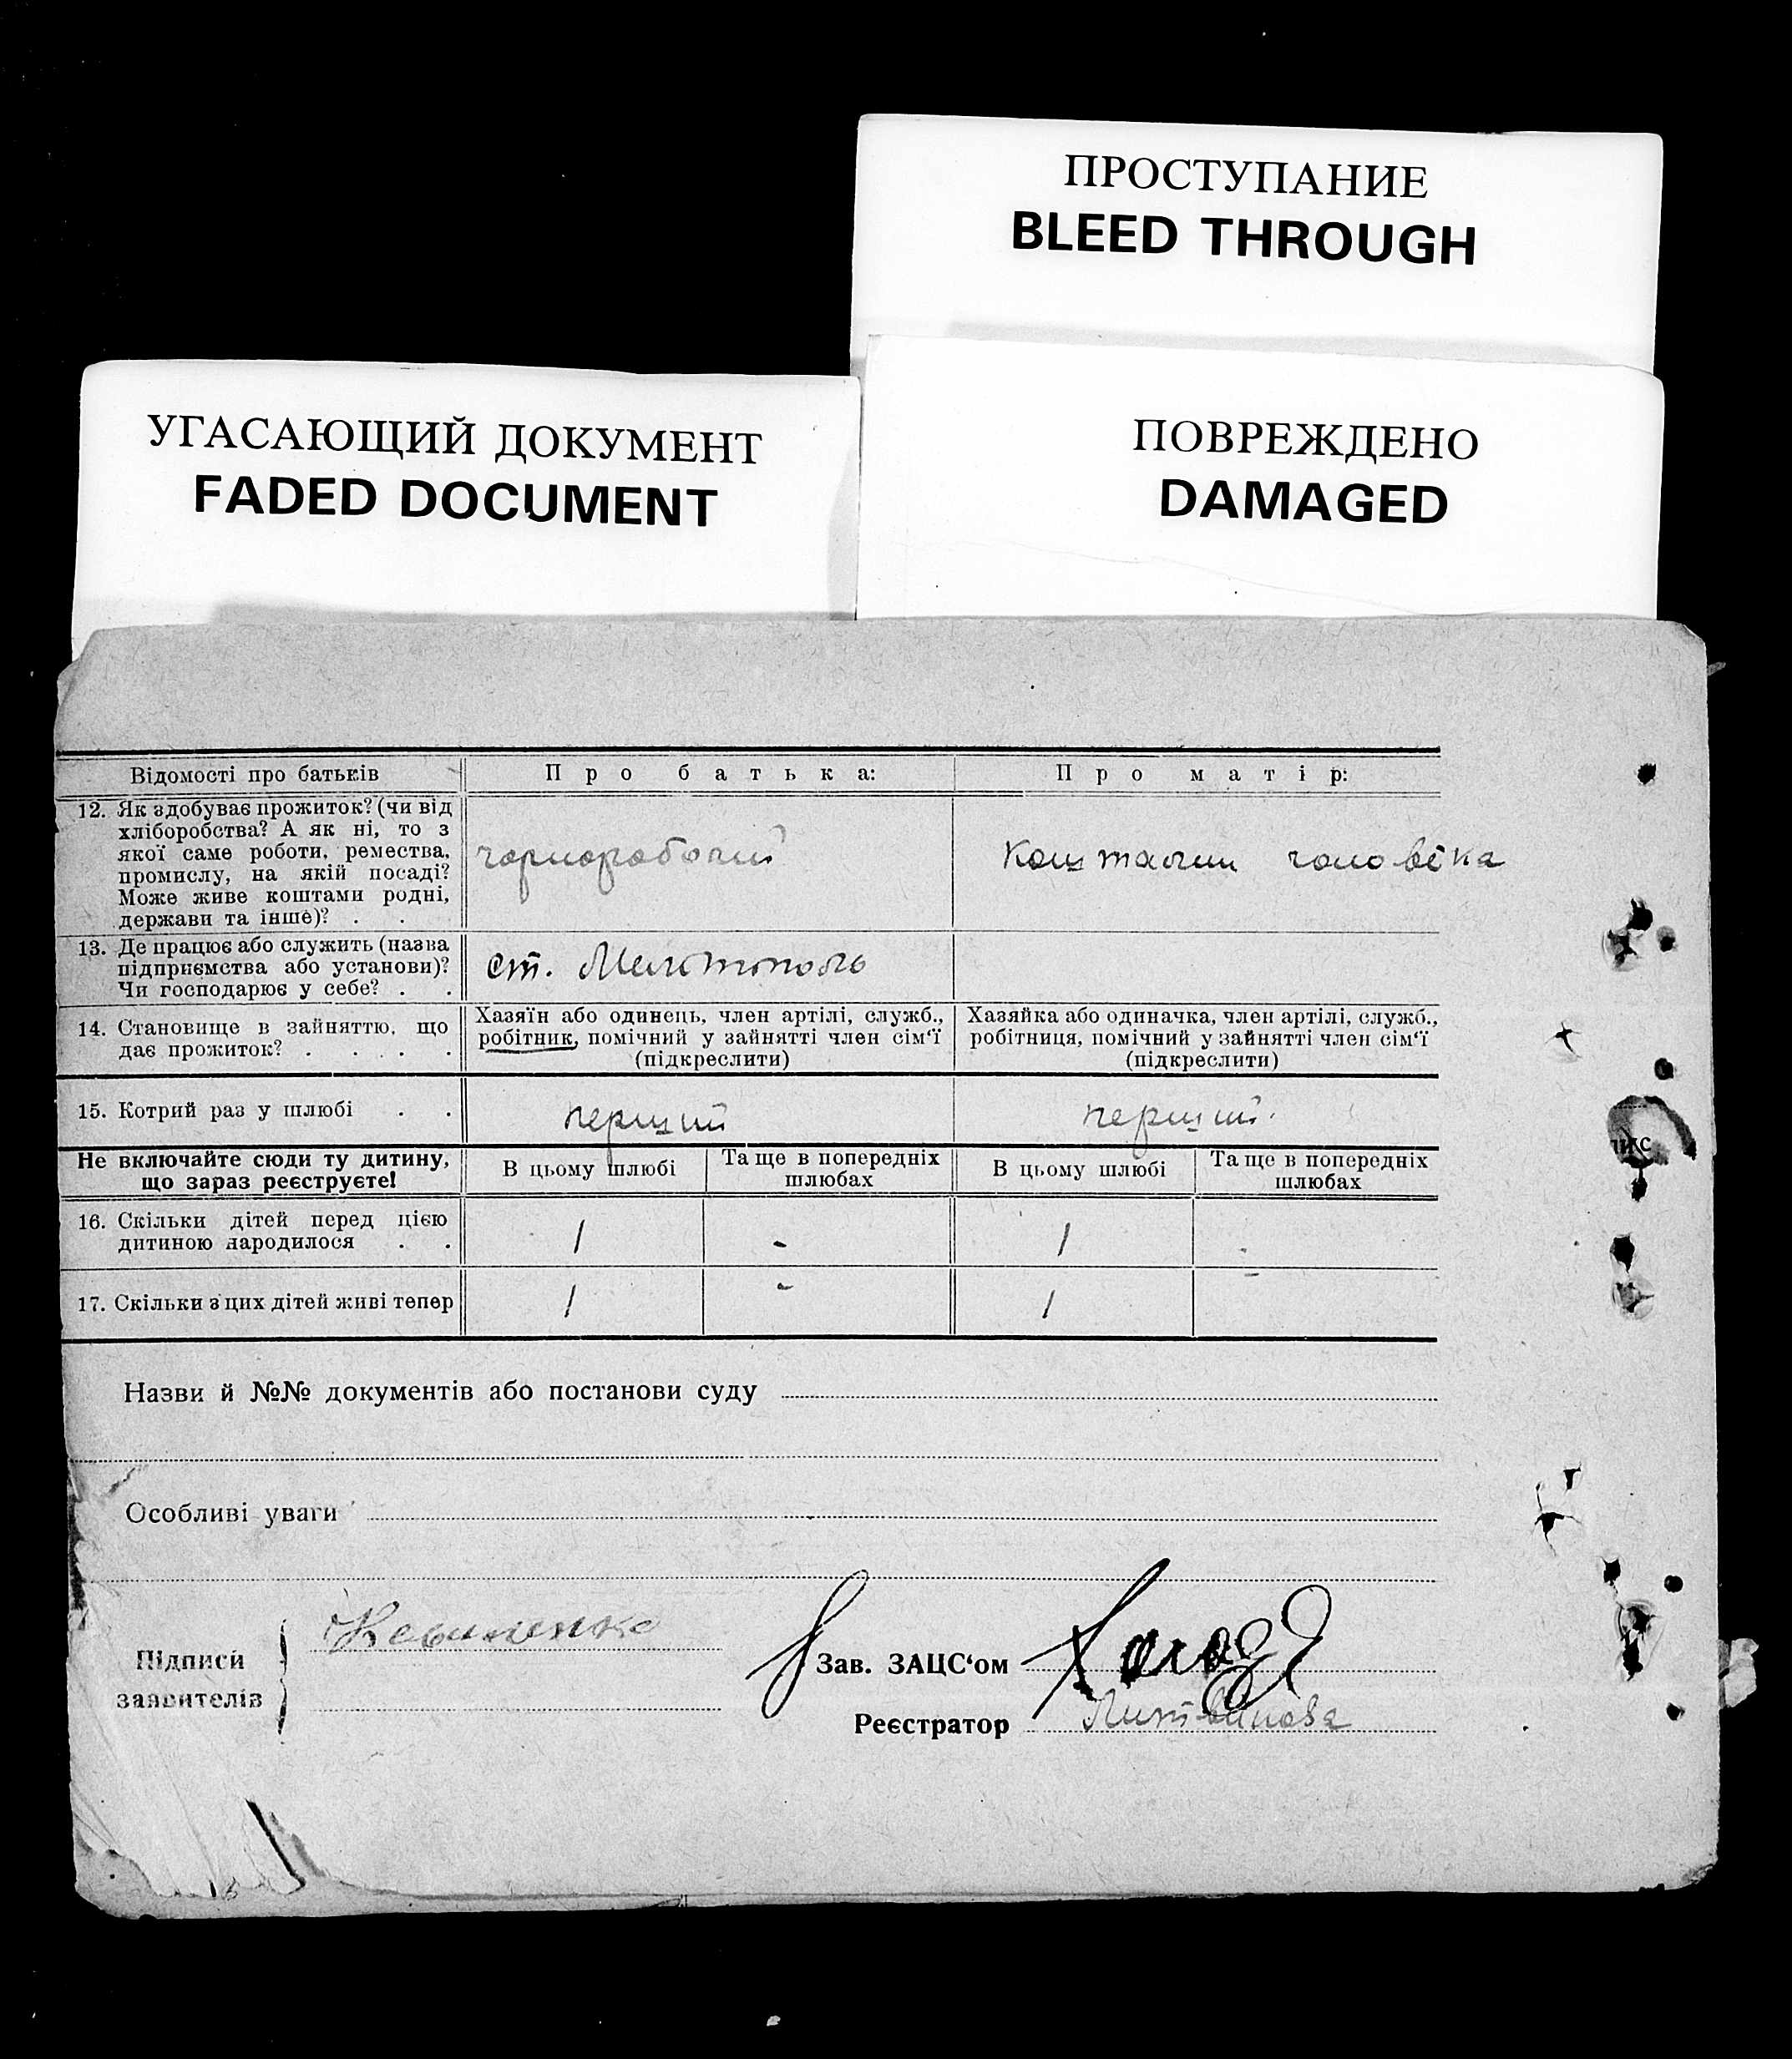 ПРОСТУПАНИЕ
BLEED THROUGH
УГАСАЮЩИЙ ДОКУМЕНТ
FADED DOCUMENT
ПОВРЕЖДЕНО
DAMAGED
Відомості про батьків
Про батька:
Про матір:
12. Як здобуває прожиток? (чи від
хліборобства? А як ні, то з
якої саме роботи, ремества,
промислу, на якій посаді?
Може живе коштами родні,
держави та інше)? . .
чорноробочий
Коштами чоловіка
13. Де працює або служить (назва
підприємства або установи)?
Чи господарює у себе? . .
ст. Мелітополь
14. Становище в зайняттю, що
дає прожиток? . . . . .
Хазяїн або одинець, член артілі, служб.,
робітник, помічний у зайнятті член сім‘ї
(підкреслити)
Хазяйка або одиначка, член артілі, служб.,
робітниця, помічний у зайнятті член сім‘ї
(підкреслити)
15. Котрий раз у шлюбі . .
перший
перший.
Не включайте сюди ту дитину,
що зараз реєструєте!
В цьому шлюбі
Та ще в попередніх
шлюбах
В цьому шлюбі
Та ще в попередніх
шлюбах
16. Скільки дітей перед цією
дитиною народилося . .
1 - 1 -
17. Скільки з цих дітей живі тепер
1 - 1 -
Назви й №№ документів або постанови суду
Особливі уваги
Підписи
заявителів
Зав. ЗАЦС‘ом
Реєстратор Литвинова